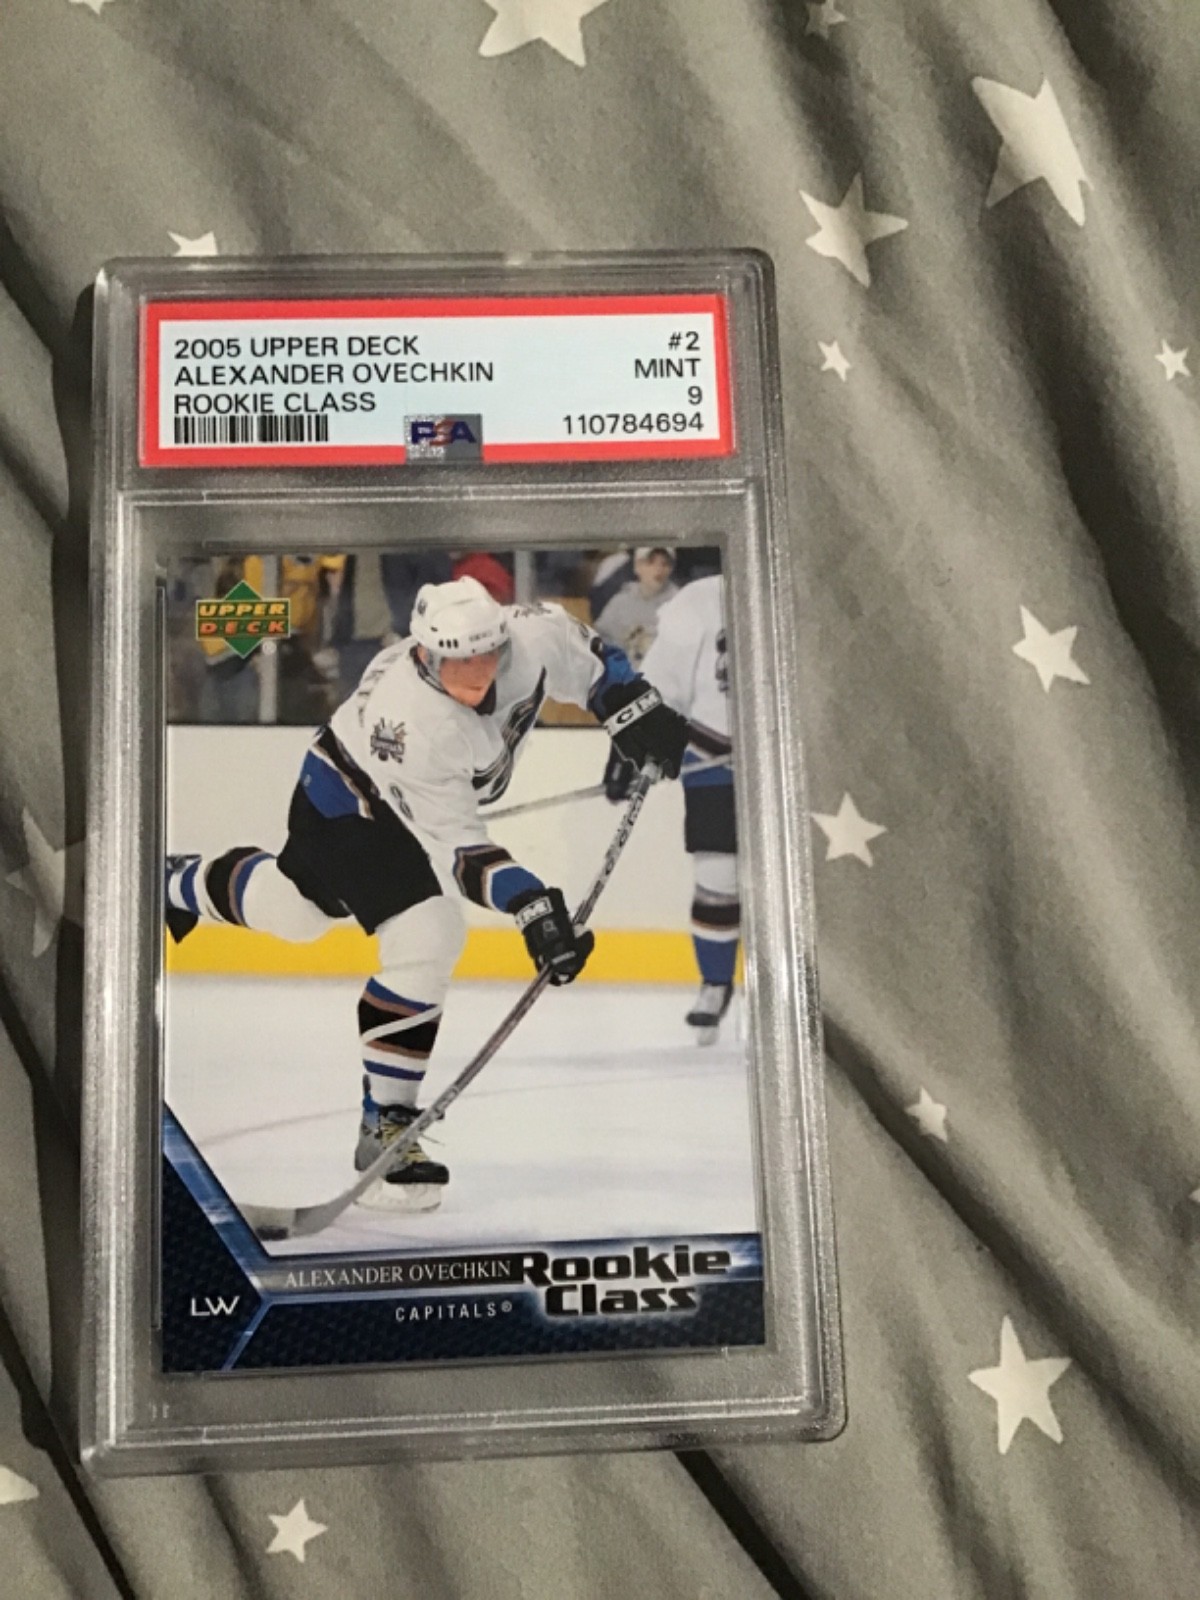 2005 UPPER DECK #2
ALEXANDER OVECHKIN MINT
ROOKIE CLASS 9
PSA 110784694
UPPER
DECK
CCM
ALEXANDER OVECHKIN Rookie
Class
CAPITALS®
LW